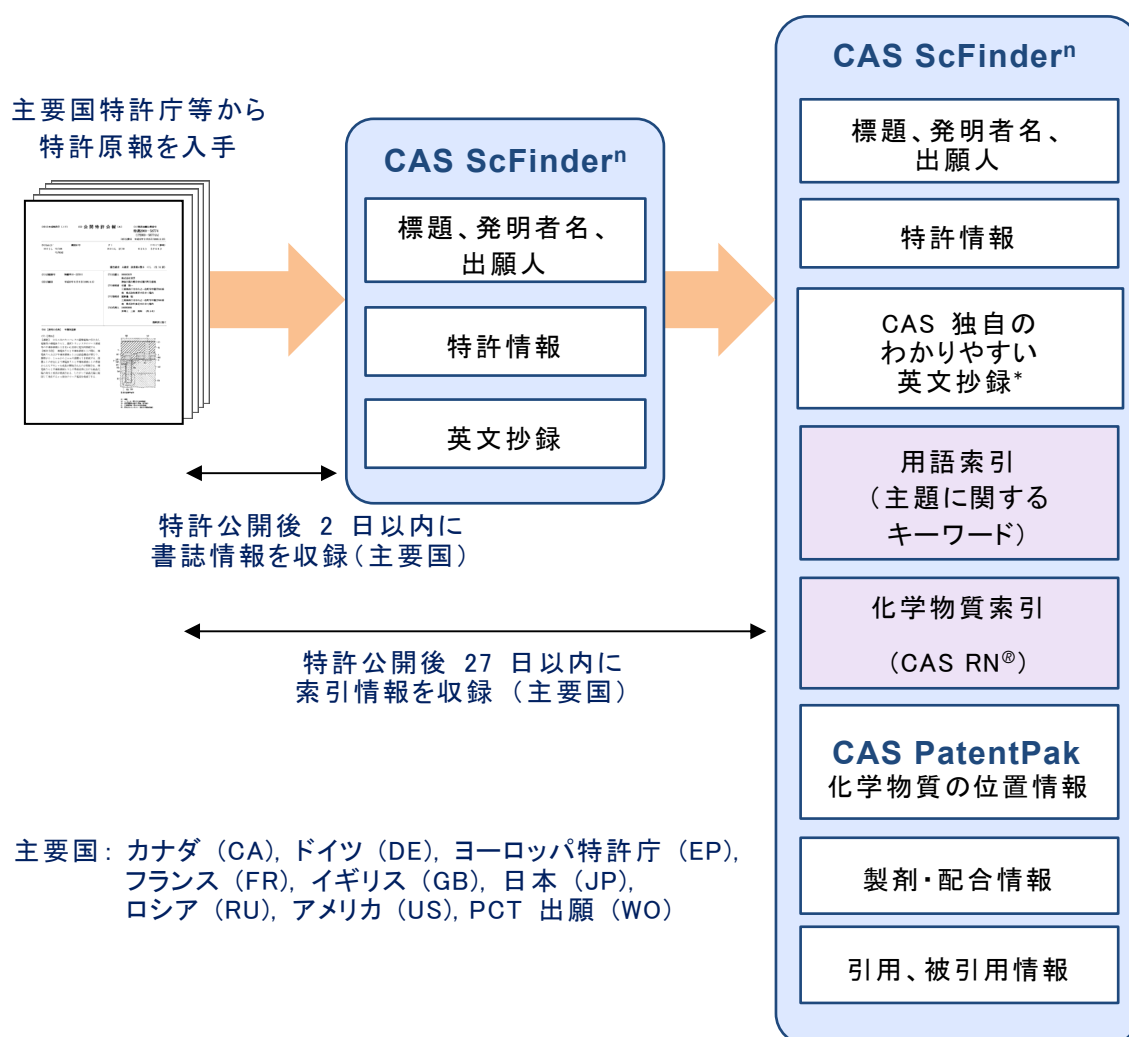 主要国特許庁等から
特許原報を入手
CAS ScFinderⁿ
標題、発明者名、
出願人
特許情報
英文抄録
特許公開後 2 日以内に
書誌情報を収録(主要国)
特許公開後 27 日以内に
索引情報を収録 (主要国)
主要国: カナダ (CA), ドイツ (DE), ヨーロッパ特許庁 (EP),
フランス (FR), イギリス (GB), 日本 (JP),
ロシア (RU), アメリカ (US), PCT 出願 (WO)
CAS ScFinderⁿ
標題、発明者名、
出願人
特許情報
CAS 独自の
わかりやすい
英文抄録*
用語索引
(主題に関する
キーワード)
化学物質索引
(CAS RN®)
CAS PatentPak
化学物質の位置情報
製剤・配合情報
引用、被引用情報